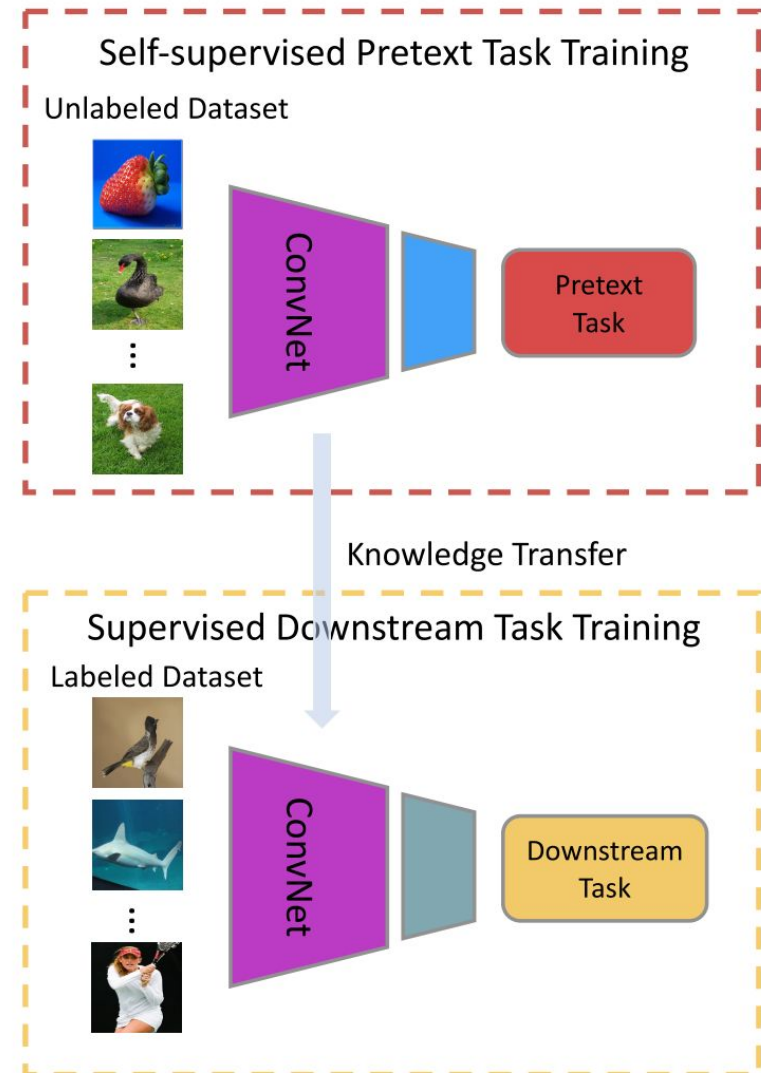 Self-supervised Pretext Task Training
Unlabeled Dataset
ConvNet
Pretext
Task
Knowledge Transfer
Supervised Downstream Task Training
Labeled Dataset
ConvNet
Downstream
Task